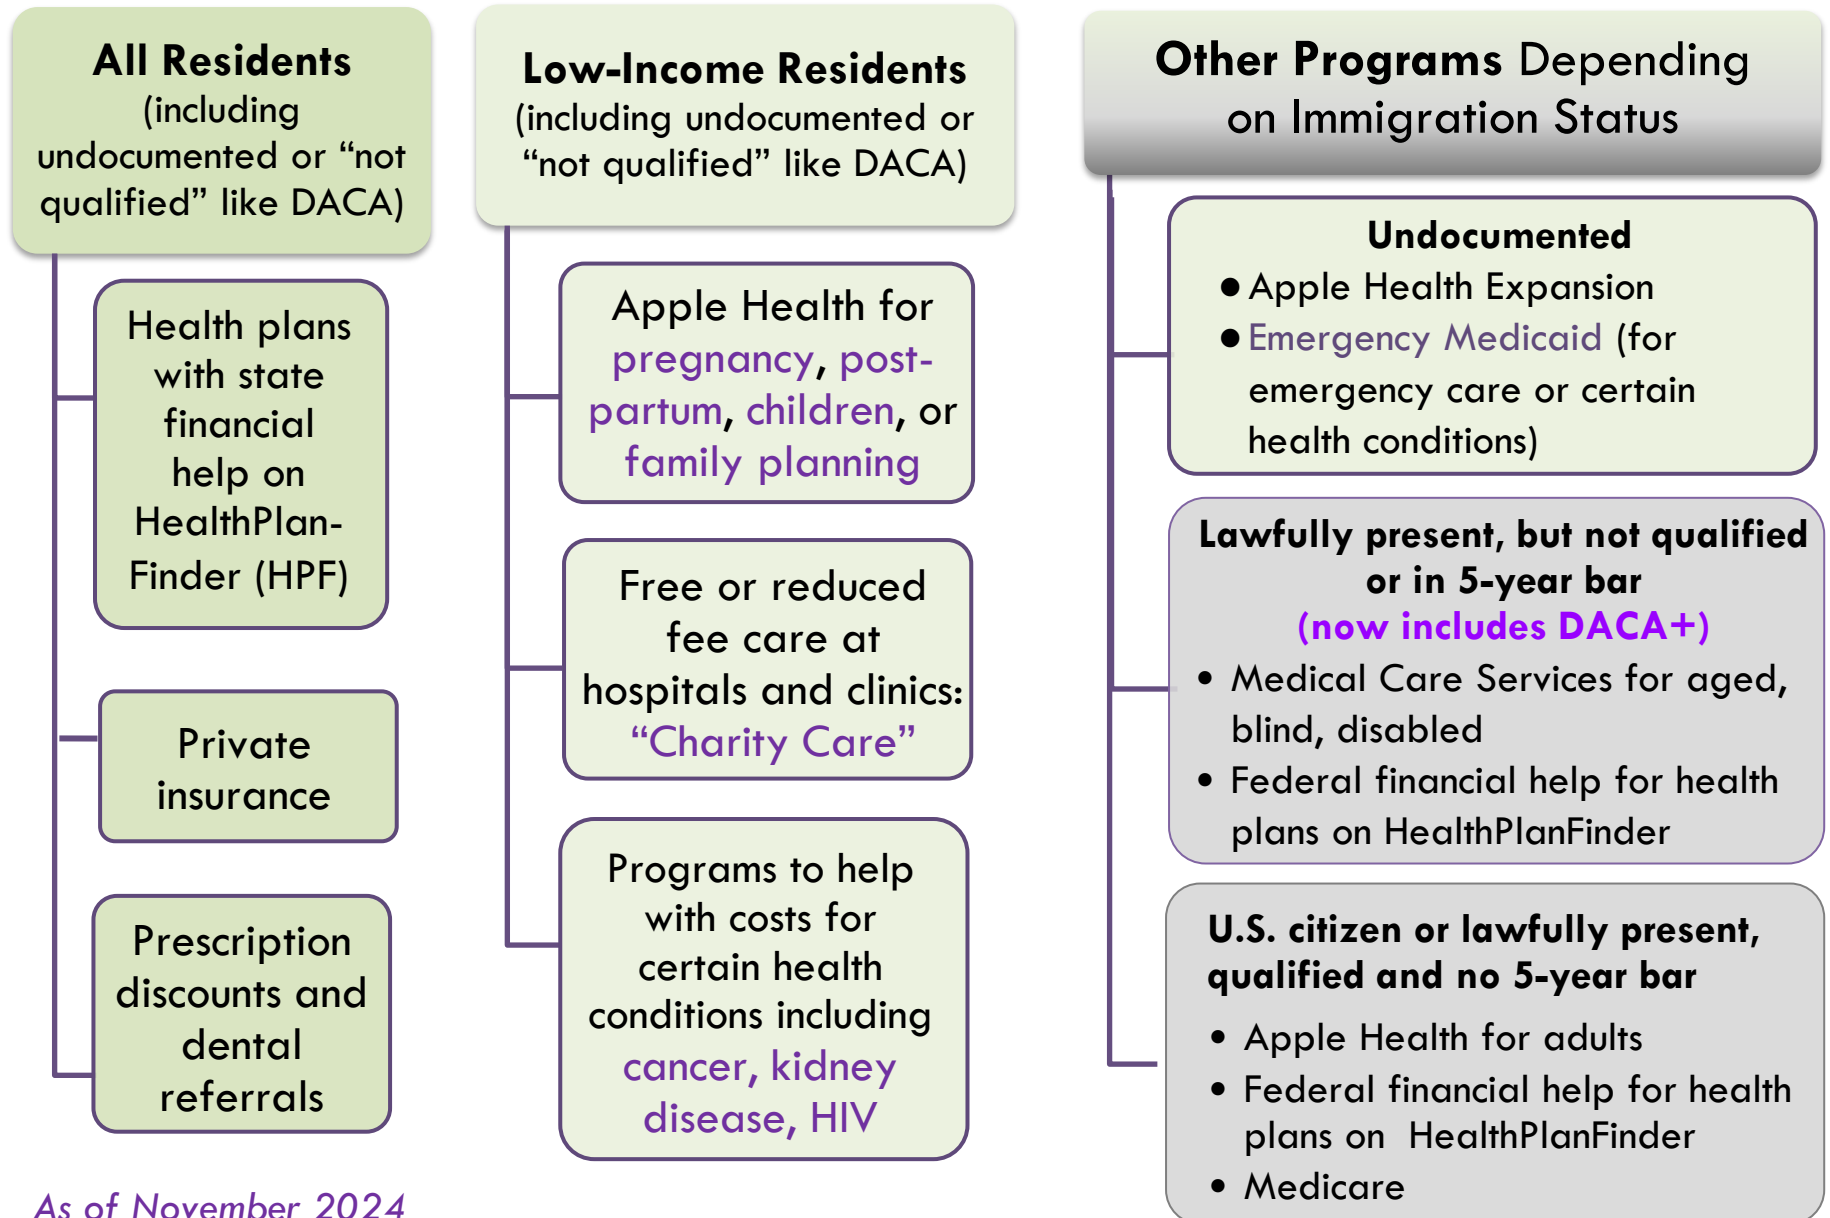 All Residents
(including
undocumented or “not
qualified” like DACA)
Health plans
with state
financial
help on
HealthPlan-
Finder (HPF)
Private
insurance
Prescription
discounts and
dental
referrals
As of November 2024
Low-Income Residents
(including undocumented or
“not qualified” like DACA)
Apple Health for
pregnancy, post-
partum, children, or
family planning
Free or reduced
fee care at
hospitals and clinics:
“Charity Care”
Programs to help
with costs for
certain health
conditions including
cancer, kidney
disease, HIV
Other Programs Depending
on Immigration Status
Undocumented
● Apple Health Expansion
● Emergency Medicaid (for
emergency care or certain
health conditions)
Lawfully present, but not qualified
or in 5-year bar
(now includes DACA+)
• Medical Care Services for aged,
blind, disabled
• Federal financial help for health
plans on HealthPlanFinder
U.S. citizen or lawfully present,
qualified and no 5-year bar
• Apple Health for adults
• Federal financial help for health
plans on HealthPlanFinder
• Medicare